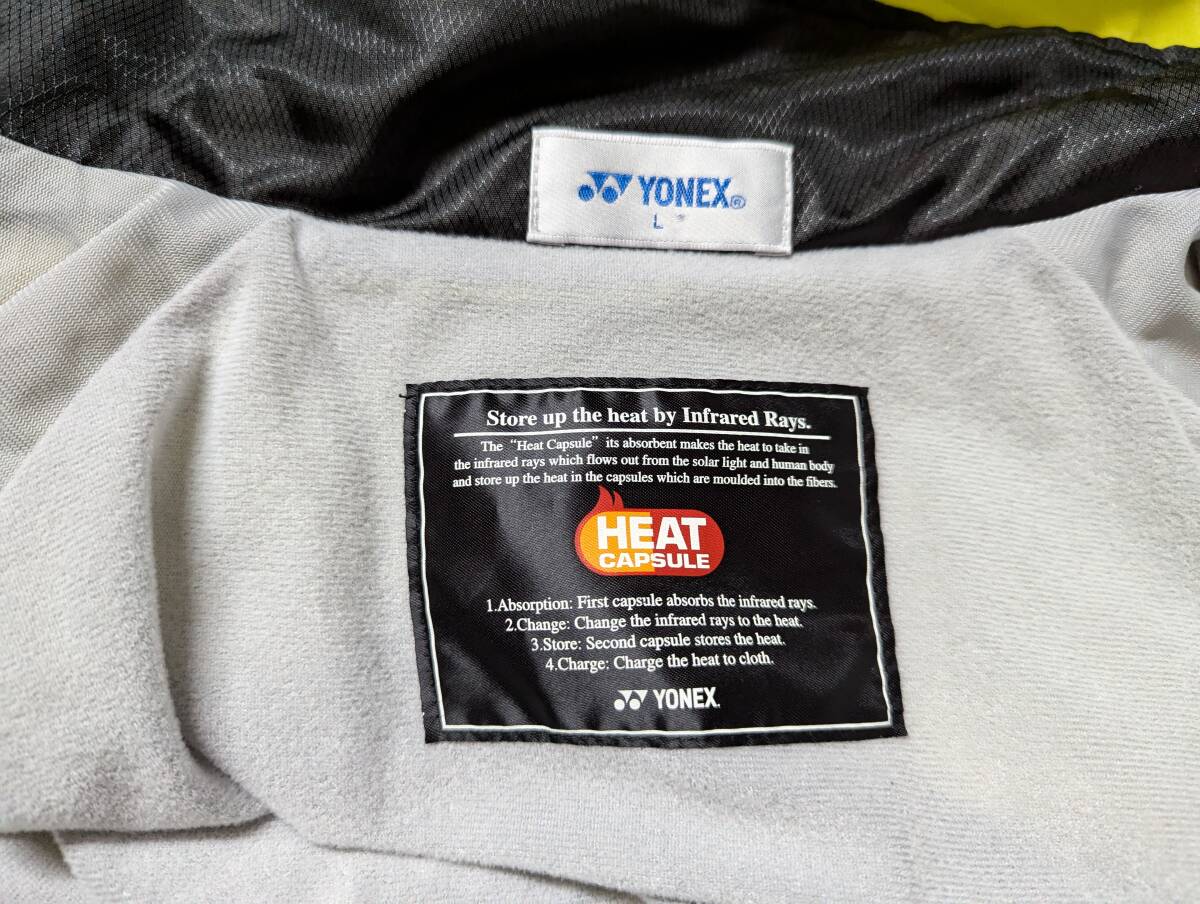 YONEX®
L
Store up the heat by Infrared Rays.
The “Heat Capsule” its absorbent makes the heat to take in
the infrared rays which flows out from the solar light and human body
and store up the heat in the capsules which are moulded into the fibers.
HEAT
CAPSULE
1.Absorption: First capsule absorbs the infrared rays.
2.Change: Change the infrared rays to the heat.
3.Store: Second capsule stores the heat.
4.Charge: Charge the heat to cloth.
YONEX.